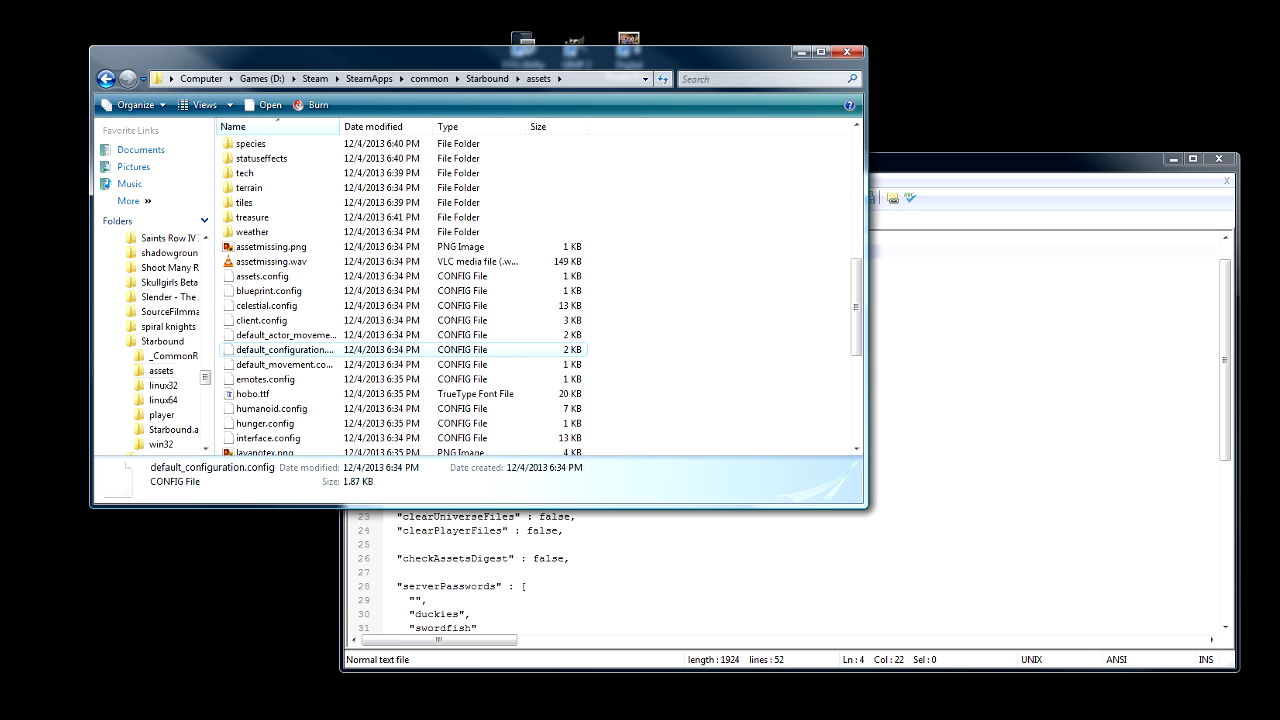 Computer Games (D:) Steam SteamApps common Starbound assets Search
Organize Views Open Burn
Favorite Links
Documents
Pictures
Music
More
Folders
Saints Row IV
shadowgroun
Shoot Many R
Skullgirls Beta
Slender - The
SourceFilmma
spiral knights
Starbound
_CommonR
assets
linux32
linux64
player
Starbound.a
win32
Name Date modified Type Size
species 12/4/2013 6:40 PM File Folder
statuseffects 12/4/2013 6:40 PM File Folder
tech 12/4/2013 6:39 PM File Folder
terrain 12/4/2013 6:34 PM File Folder
tiles 12/4/2013 6:39 PM File Folder
treasure 12/4/2013 6:41 PM File Folder
weather 12/4/2013 6:34 PM File Folder
assetmissing.png 12/4/2013 6:34 PM PNG Image 1 KB
assetmissing.wav 12/4/2013 6:34 PM VLC media file (.w... 149 KB
assets.config 12/4/2013 6:34 PM CONFIG File 1 KB
blueprint.config 12/4/2013 6:34 PM CONFIG File 1 KB
celestial.config 12/4/2013 6:34 PM CONFIG File 13 KB
client.config 12/4/2013 6:34 PM CONFIG File 3 KB
default_actor_moveme... 12/4/2013 6:34 PM CONFIG File 2 KB
default_configuration.... 12/4/2013 6:34 PM CONFIG File 2 KB
default_movement.co... 12/4/2013 6:34 PM CONFIG File 1 KB
emotes.config 12/4/2013 6:35 PM CONFIG File 1 KB
hobo.ttf 12/4/2013 6:35 PM TrueType Font File 20 KB
humanoid.config 12/4/2013 6:34 PM CONFIG File 7 KB
hunger.config 12/4/2013 6:35 PM CONFIG File 1 KB
interface.config 12/4/2013 6:34 PM CONFIG File 13 KB
lavanotex.png 12/4/2013 6:34 PM PNG Image 4 KB
default_configuration.config Date modified: 12/4/2013 6:34 PM Date created: 12/4/2013 6:34 PM
CONFIG File Size: 1.87 KB
23 "clearUniverseFiles" : false,
24 "clearPlayerFiles" : false,
25
26 "checkAssetsDigest" : false,
27
28 "serverPasswords" : [
29 "",
30 "duckies",
31 "swordfish"
Normal text file length : 1924 lines : 52 Ln : 4 Col : 22 Sel : 0 UNIX ANSI INS